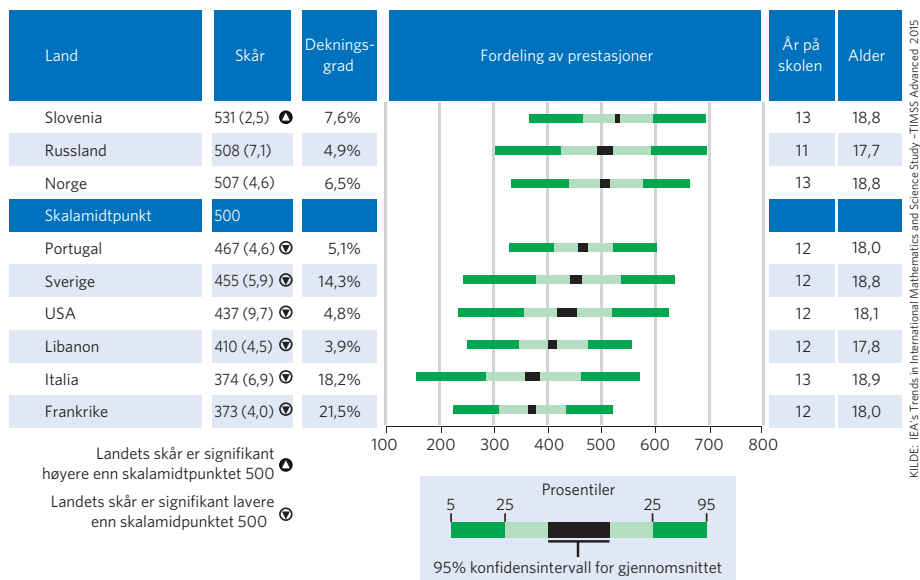 Land Skår Deknings-
grad Fordeling av prestasjoner År på
skolen Alder
Slovenia 531 (2,5) 7,6% 13 18,8
Russland 508 (7,1) 4,9% 11 17,7
Norge 507 (4,6) 6,5% 13 18,8
Skalamidtpunkt 500
Portugal 467 (4,6) 5,1% 12 18,0
Sverige 455 (5,9) 14,3% 12 18,8
USA 437 (9,7) 4,8% 12 18,1
Libanon 410 (4,5) 3,9% 12 17,8
Italia 374 (6,9) 18,2% 13 18,9
Frankrike 373 (4,0) 21,5% 12 18,0
100 200 300 400 500 600 700 800
Landets skår er signifikant
høyere enn skalamidtpunktet 500
Landets skår er signifikant lavere
enn skalamidpunktet 500
Prosentiler
5 25 25 95
95% konfidensintervall for gjennomsnittet
KILDE: IEA's Trends in International Mathematics and Science Study –TIMSS Advanced 2015